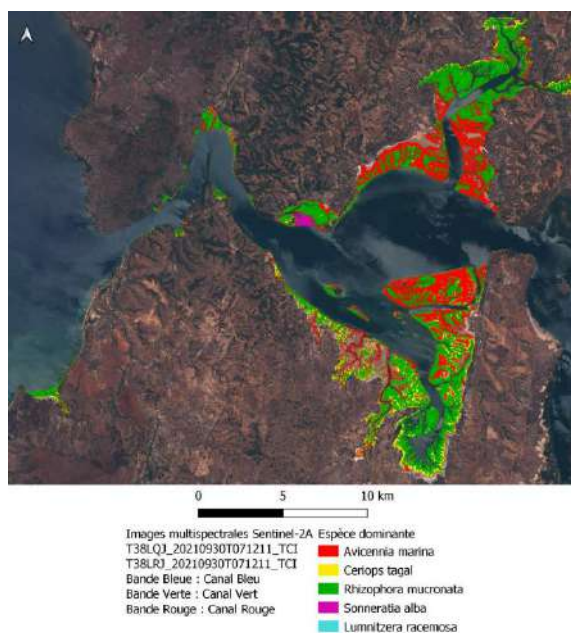 0 5 10 km
Images multispectrales Sentinel-2A
T38LQJ_20210930T071211_TCI
T38LRJ_20210930T071211_TCI
Bande Bleue : Canal Bleu
Bande Verte : Canal Vert
Bande Rouge : Canal Rouge
Espèce dominante
Avicennia marina
Ceriops tagal
Rhizophora mucronata
Sonneratia alba
Lumnitzera racemosa